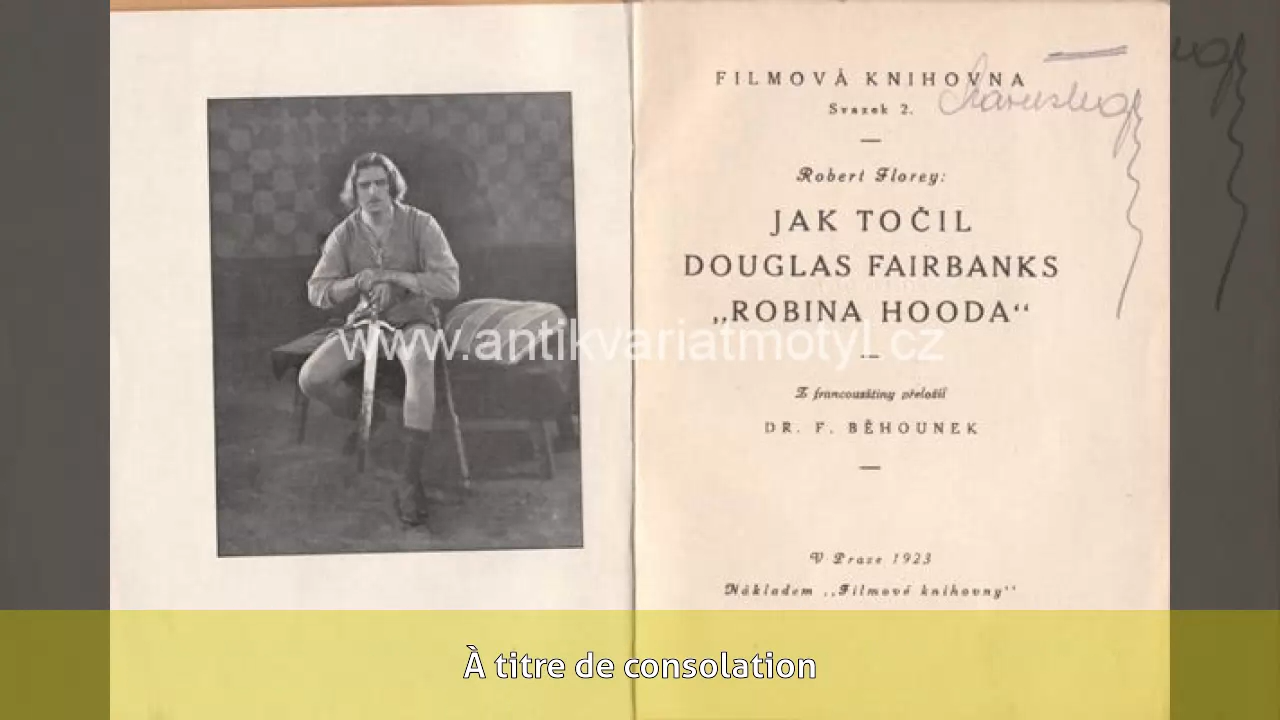 FILMOVÁ KNIHOVNA
Svazek 2.
Robert Florey:
JAK TOČIL
DOUGLAS FAIRBANKS
„ROBINA HOODA“
www.antikvariatmotyl.cz
Z francouzštiny přeložil
DR. F. BĚHOUNEK
V Praze 1923
Nákladem „Filmové knihovny“
À titre de consolation